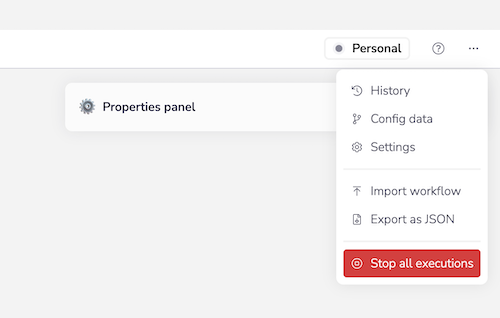 Personal
Properties panel
History
Config data
Settings
Import workflow
Export as JSON
Stop all executions